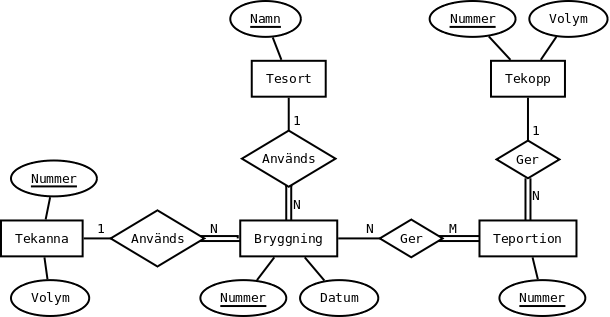 Namn
Nummer
Volym
Tesort
Tekopp
1
1
Används
Ger
Nummer
N
N
Tekanna
1
Används
N
Bryggning
N
Ger
M
Teportion
Volym
Nummer
Datum
Nummer